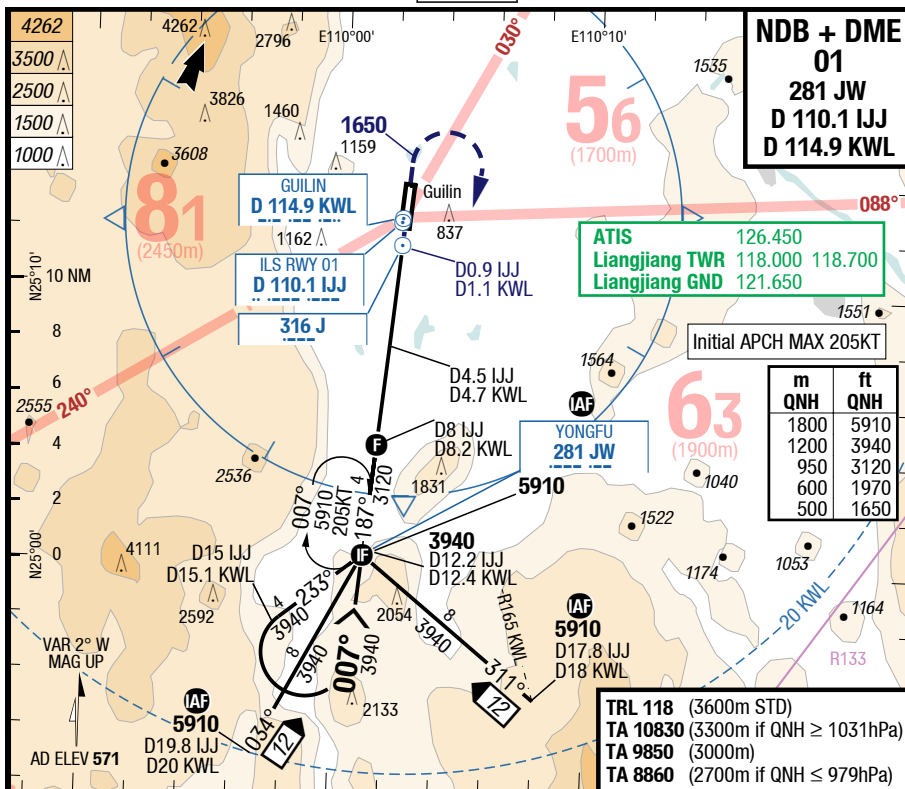 4262
3500
2500
1500
1000
4262
2796
E110°00'
030°
E110°10'
1535
NDB + DME
01
281 JW
D 110.1 IJJ
D 114.9 KWL
3826
1460
1650
1159
56
(1700m)
3608
81
(2450m)
GUILIN
D 114.9 KWL
Guilin
088°
1162
837
ILS RWY 01
D 110.1 IJJ
D0.9 IJJ
D1.1 KWL
316 J
ATIS 126.450
Liangjiang TWR 118.000 118.700
Liangjiang GND 121.650
N25°10'
10 NM
8
6
4
2
0
1551
Initial APCH MAX 205KT
1564
D4.5 IJJ
D4.7 KWL
2555
240°
IAF
63
(1900m)
m ft
QNH QNH
1800 5910
1200 3940
950 3120
600 1970
500 1650
F
D8 IJJ
D8.2 KWL
YONGFU
281 JW
2536
1831
1040
007°
5910
205KT
187°
4
3120
5910
1522
N25°00'
4111
D15 IJJ
D15.1 KWL
IF
3940
D12.2 IJJ
D12.4 KWL
1174
1053
2592
233°
4
3940
2054
8
3940
R165 KWL
IAF
5910
D17.8 IJJ
D18 KWL
20 KWL
1164
R133
VAR 2° W
MAG UP
8
3940
007°
3940
311°
12
2133
IAF
5910
D19.8 IJJ
D20 KWL
034°
12
AD ELEV 571
TRL 118 (3600m STD)
TA 10830 (3300m if QNH ≥ 1031hPa)
TA 9850 (3000m)
TA 8860 (2700m if QNH ≤ 979hPa)